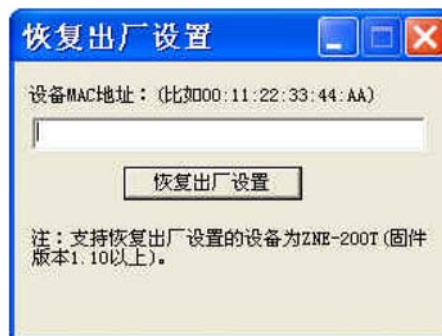 恢复出厂设置
设备MAC地址：(比如00:11:22:33:44:AA)
恢复出厂设置
注：支持恢复出厂设置的设备为ZNE-200T(固件
版本1.10以上)。